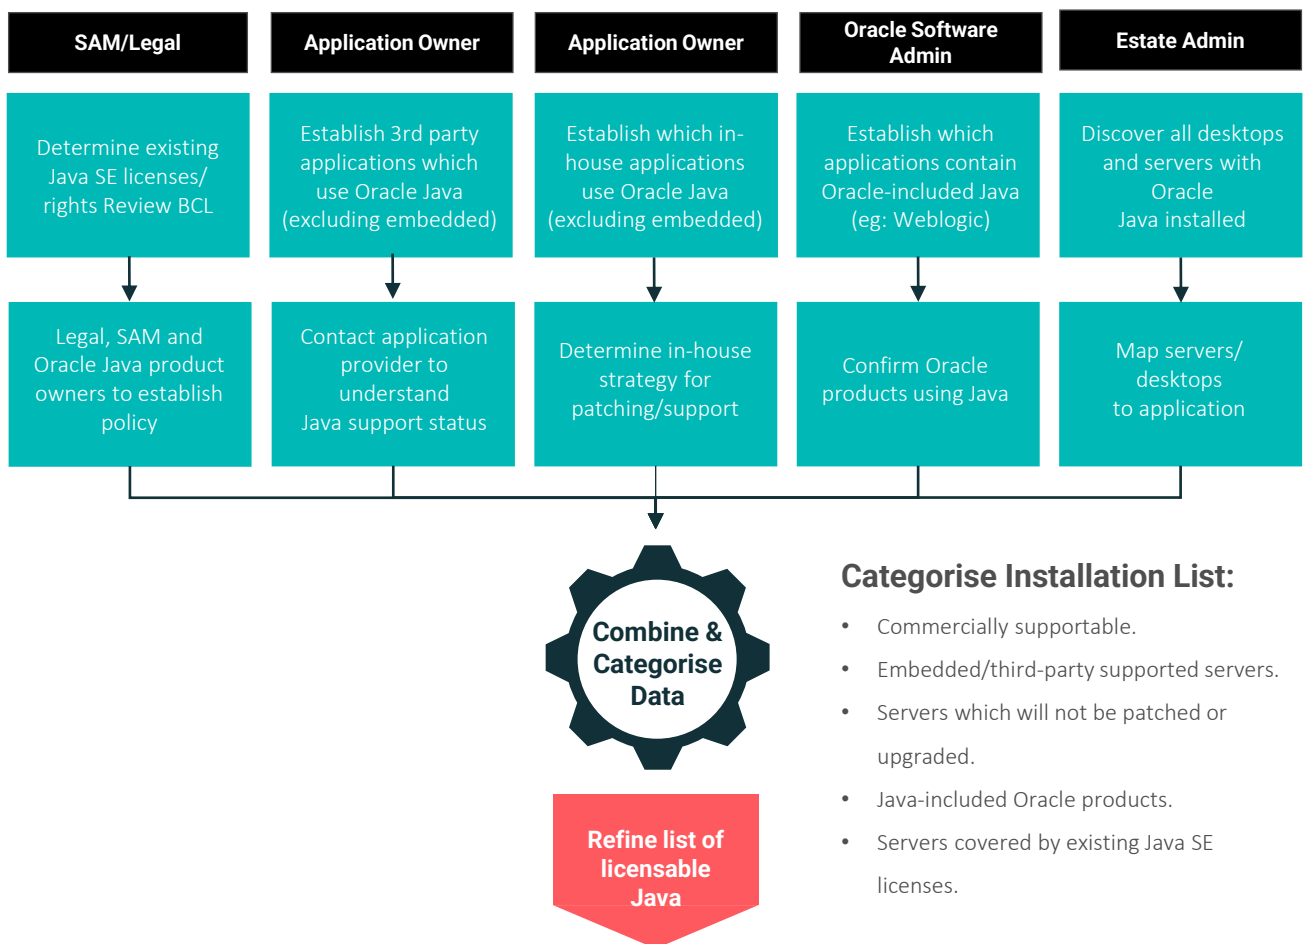 SAM/Legal
Application Owner
Application Owner
Oracle Software
Admin
Estate Admin
Determine existing
Java SE licenses/
rights Review BCL
Establish 3rd party
applications which
use Oracle Java
(excluding embedded)
Establish which in-
house applications
use Oracle Java
(excluding embedded)
Establish which
applications contain
Oracle-included Java
(eg: Weblogic)
Discover all desktops
and servers with
Oracle
Java installed
Legal, SAM and
Oracle Java product
owners to establish
policy
Contact application
provider to
understand
Java support status
Determine in-house
strategy for
patching/support
Confirm Oracle
products using Java
Map servers/
desktops
to application
Combine &
Categorise
Data
Refine list of
licensable
Java
Categorise Installation List:
• Commercially supportable.
• Embedded/third-party supported servers.
• Servers which will not be patched or
upgraded.
• Java-included Oracle products.
• Servers covered by existing Java SE
licenses.